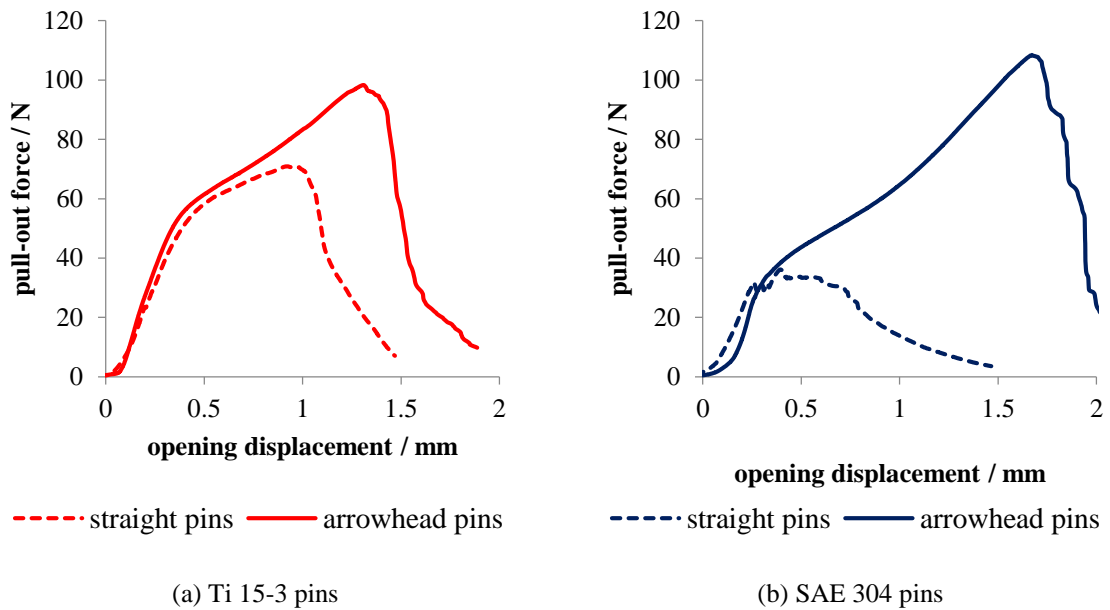 120
100
80
60
40
20
0
pull-out force / N
0 0.5 1 1.5 2
opening displacement / mm
straight pins arrowhead pins
(a) Ti 15-3 pins
120
100
80
60
40
20
0
pull-out force / N
0 0.5 1 1.5 2
opening displacement / mm
straight pins arrowhead pins
(b) SAE 304 pins